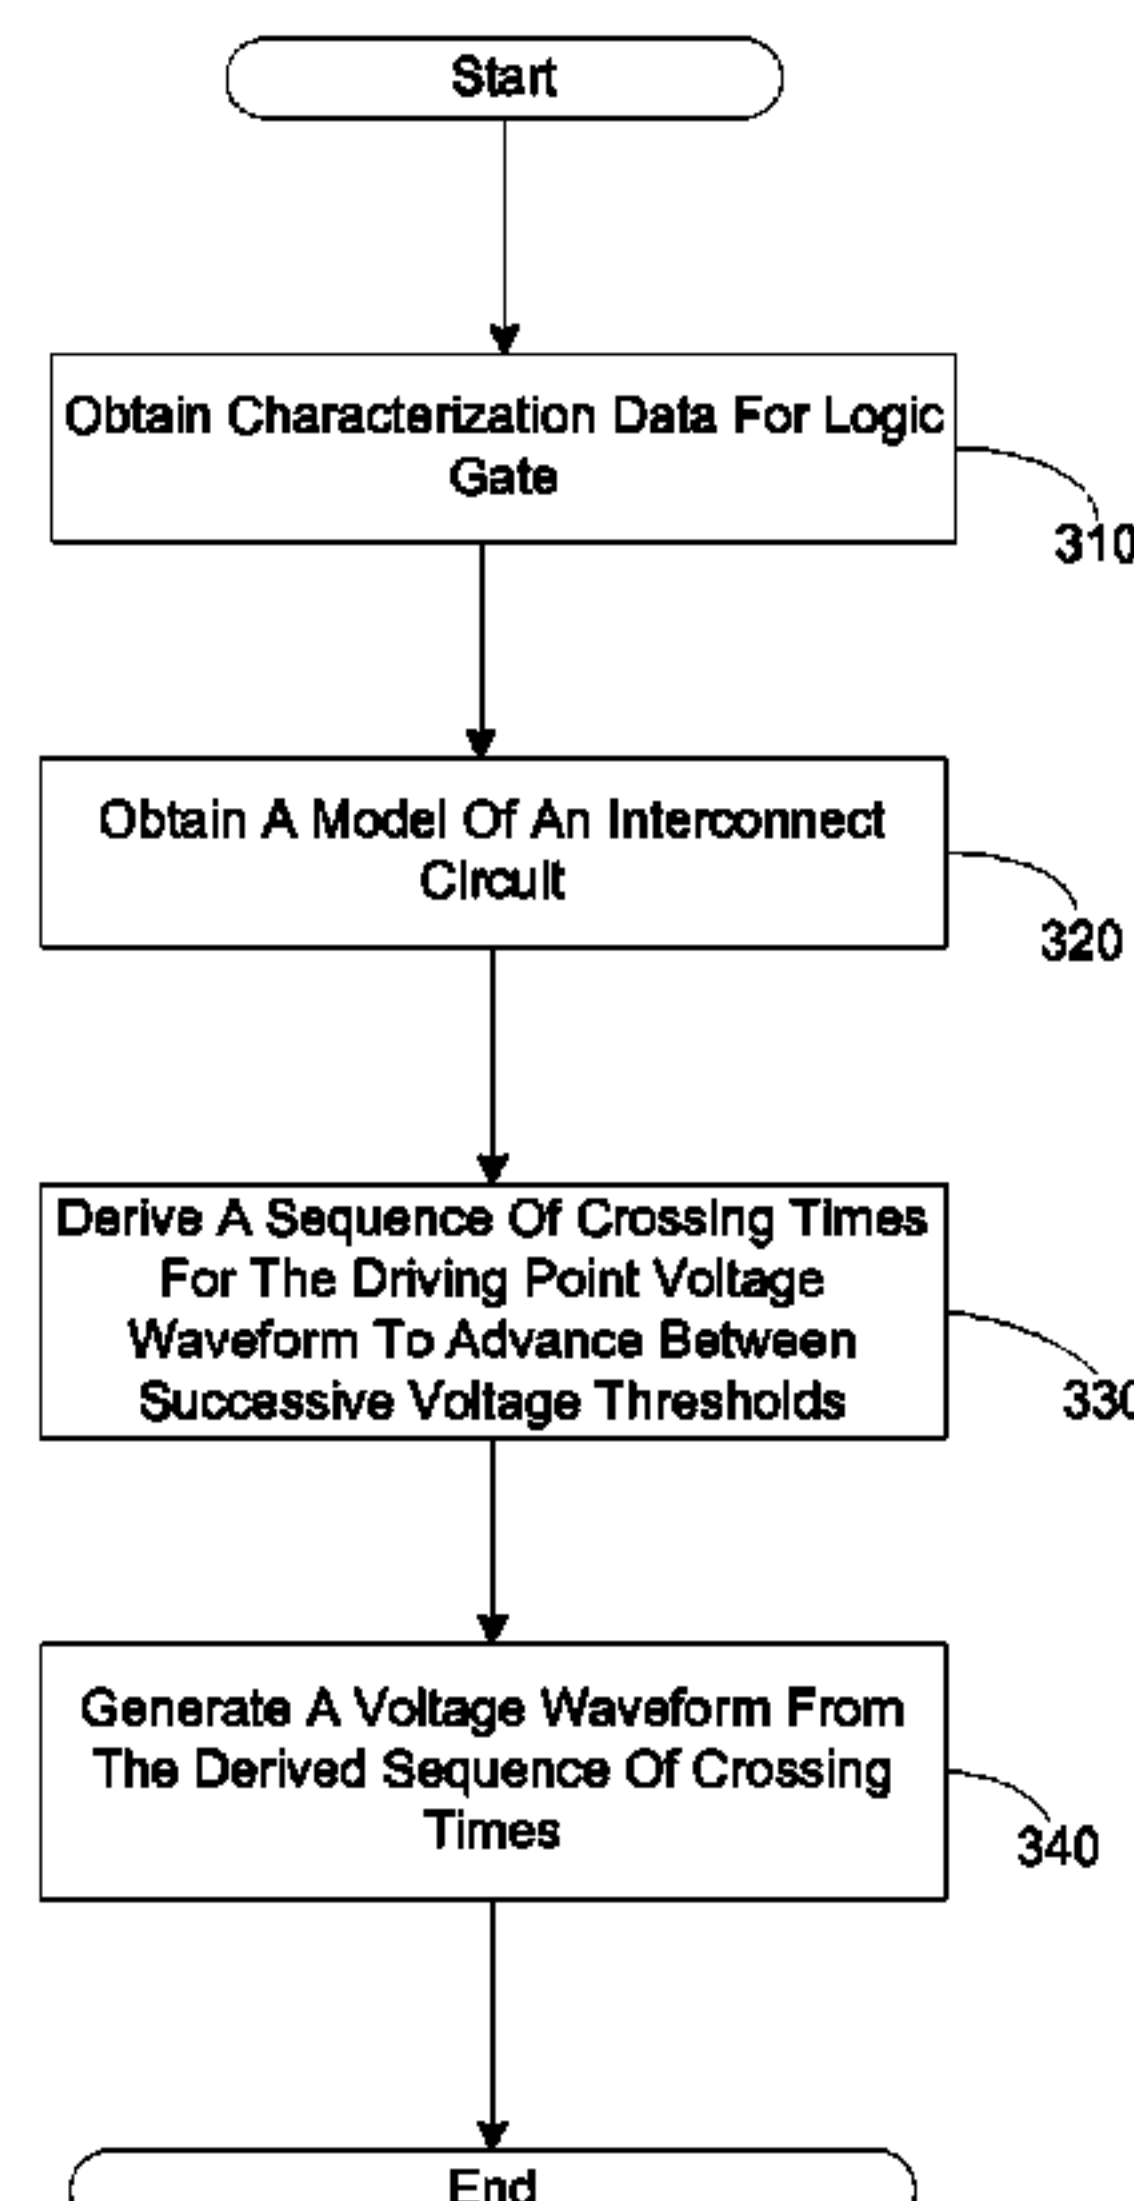 Start
Obtain Characterization Data For Logic
Gate
310
Obtain A Model Of An Interconnect
Circuit
320
Derive A Sequence Of Crossing Times
For The Driving Point Voltage
Waveform To Advance Between
Successive Voltage Thresholds
330
Generate A Voltage Waveform From
The Derived Sequence Of Crossing
Times
340
End